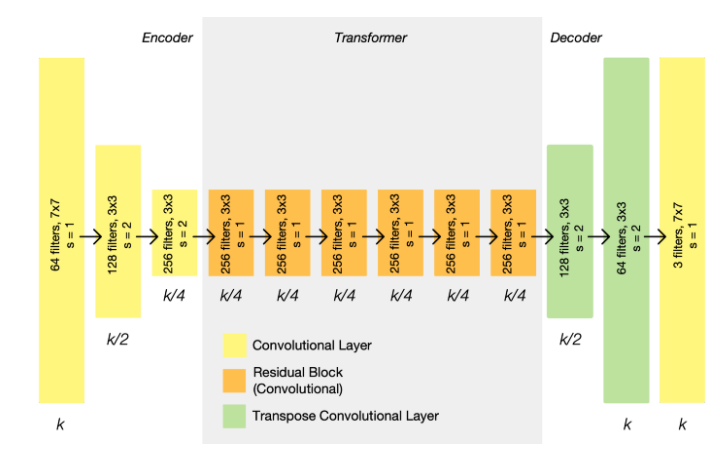 Encoder
Transformer
Decoder
64 filters, 7x7
s = 1
128 filters, 3x3
s = 2
256 filters, 3x3
s = 2
256 filters, 3x3
s = 1
256 filters, 3x3
s = 1
256 filters, 3x3
s = 1
256 filters, 3x3
s = 1
256 filters, 3x3
s = 1
256 filters, 3x3
s = 1
128 filters, 3x3
s = 2
64 filters, 3x3
s = 2
3 filters, 7x7
s = 1
k/4
k/4
k/4
k/4
k/4
k/4
k/4
k/2
k/2
Convolutional Layer
Residual Block
(Convolutional)
Transpose Convolutional Layer
k
k
k